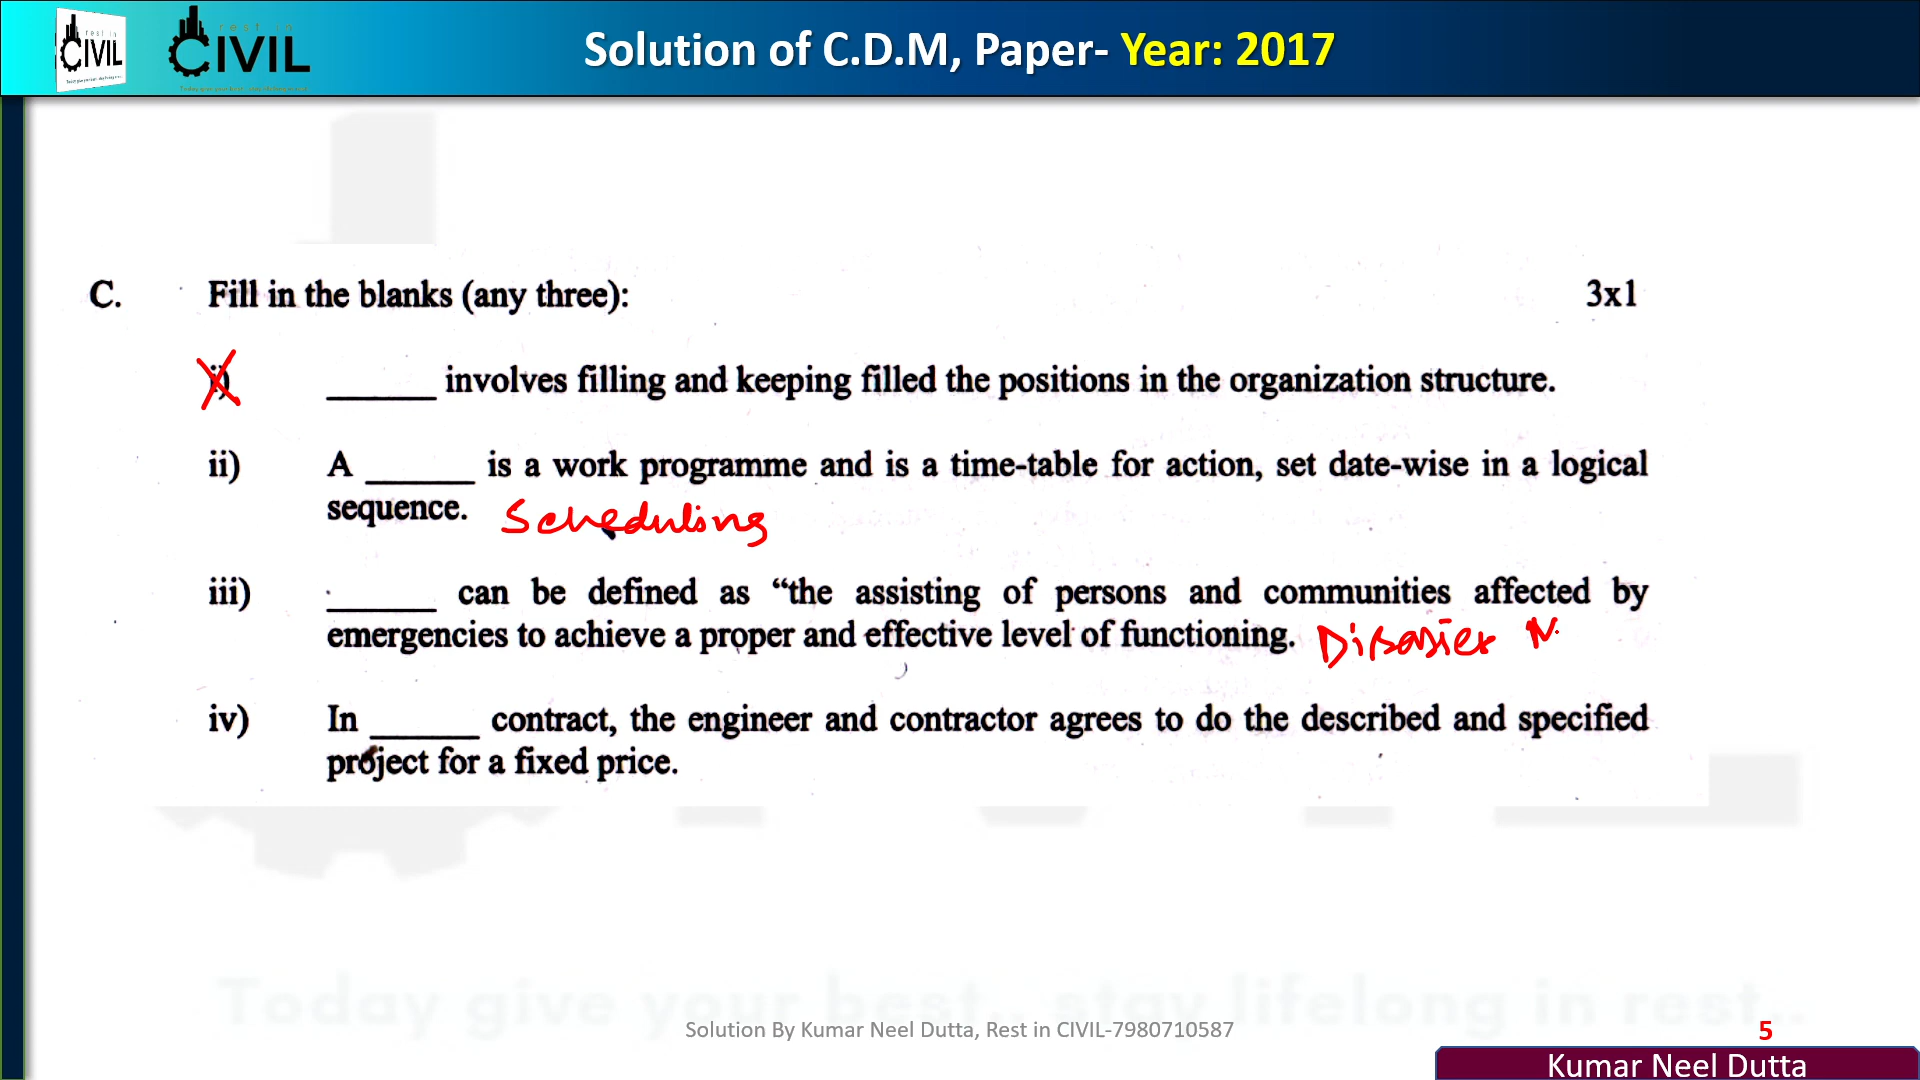 rest in
CIVIL
rest in
CIVIL
Solution of C.D.M, Paper- Year: 2017
C. Fill in the blanks (any three): 3x1
i) ______ involves filling and keeping filled the positions in the organization structure.
ii) A ______ is a work programme and is a time-table for action, set date-wise in a logical
sequence. Scheduling
iii) ______ can be defined as “the assisting of persons and communities affected by
emergencies to achieve a proper and effective level of functioning. Disaster M
iv) In ______ contract, the engineer and contractor agrees to do the described and specified
project for a fixed price.
Today give your best.. stay lifelong in rest..
Solution By Kumar Neel Dutta, Rest in CIVIL-7980710587
5
Kumar Neel Dutta